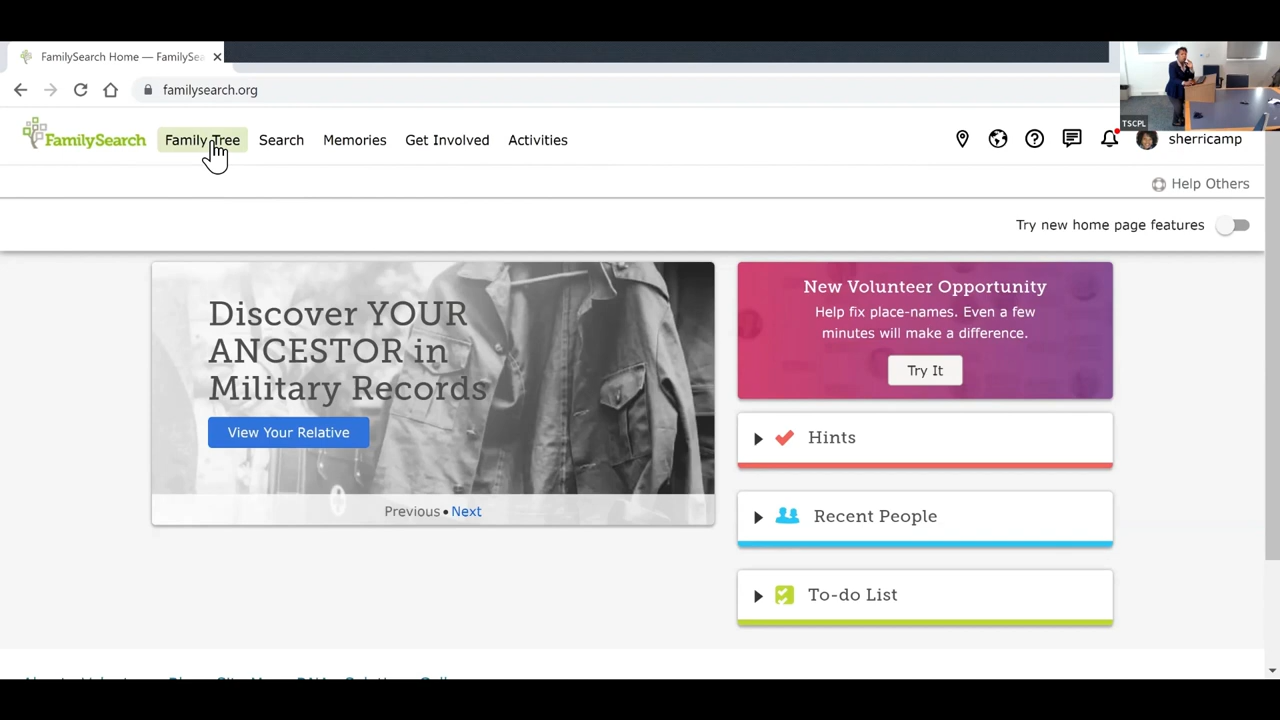 FamilySearch Home — FamilySea
familysearch.org
TSCPL
FamilySearch Family Tree Search Memories Get Involved Activities sherricamp
Help Others
Try new home page features
Discover YOUR
ANCESTOR in
Military Records
View Your Relative
Previous • Next
New Volunteer Opportunity
Help fix place-names. Even a few
minutes will make a difference.
Try It
Hints
Recent People
To-do List